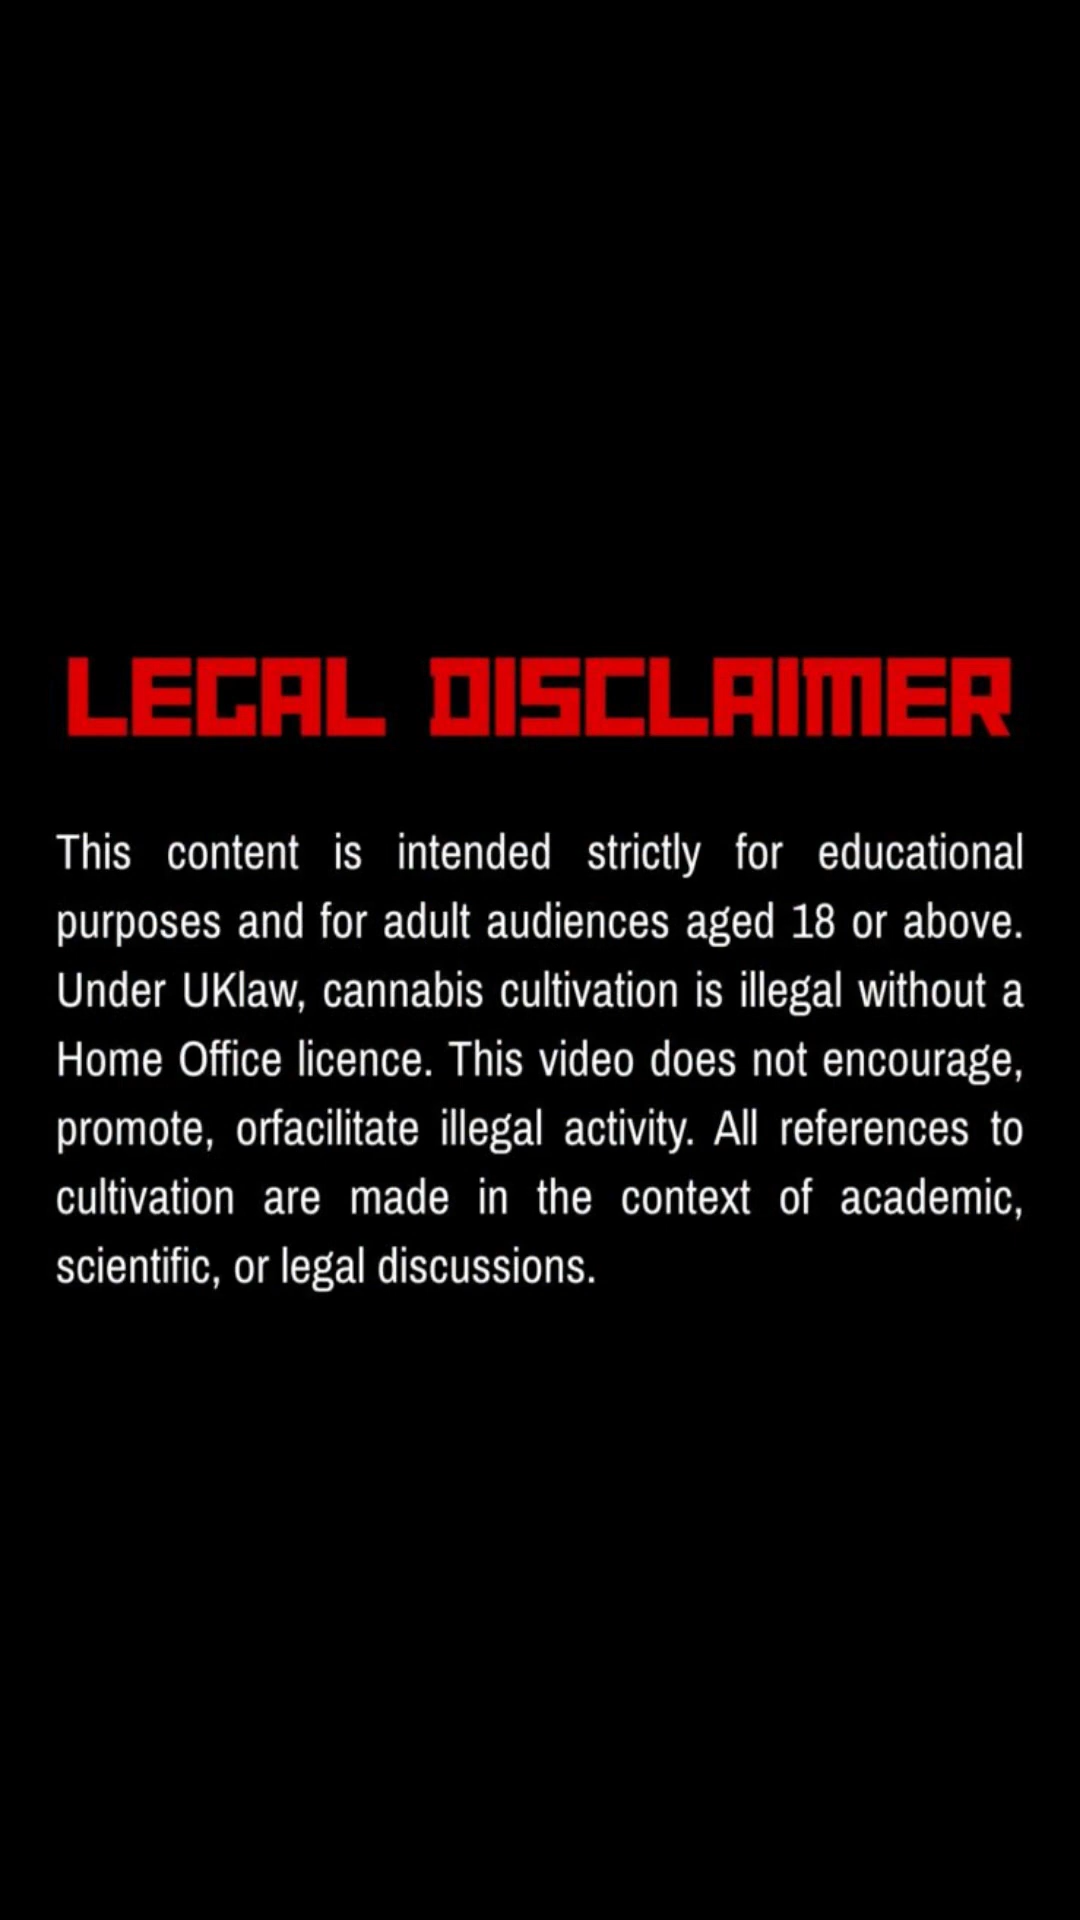 LEGAL DISCLAIMER
This content is intended strictly for educational
purposes and for adult audiences aged 18 or above.
Under UKlaw, cannabis cultivation is illegal without a
Home Office licence. This video does not encourage,
promote, orfacilitate illegal activity. All references to
cultivation are made in the context of academic,
scientific, or legal discussions.